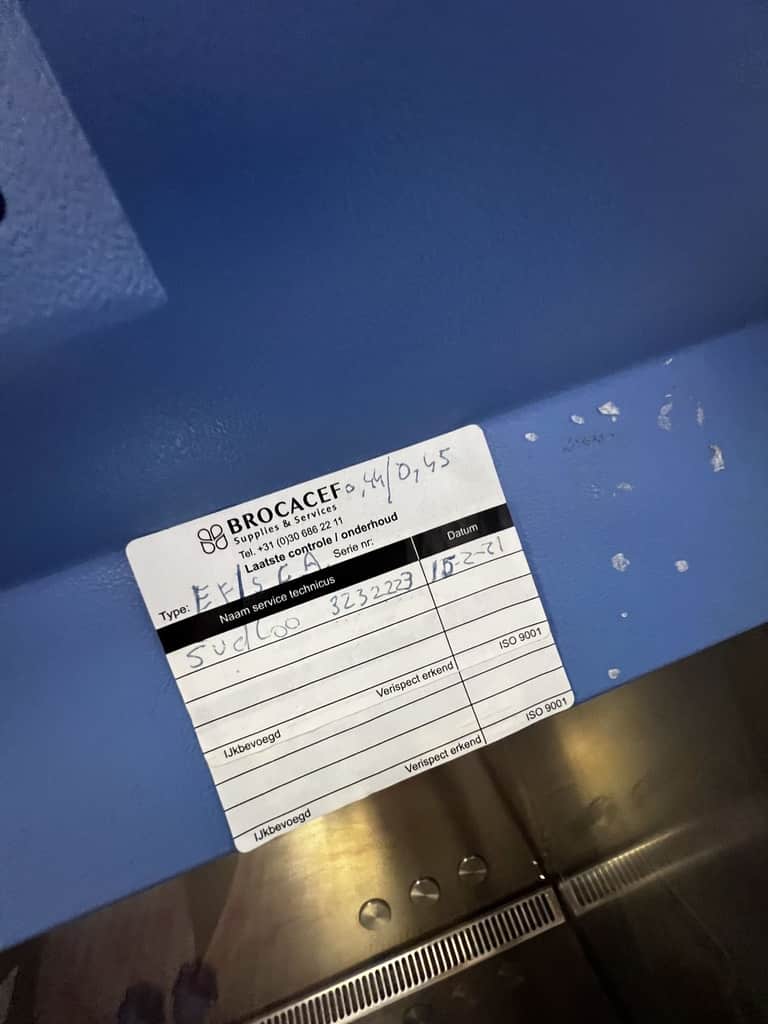 BROCACEF 0,44/0,45
Supplies & Services
Tel. +31 (0)30 686 22 11
Laatste controle / onderhoud
Type: Serie nr:
Naam service technicus Datum
3232223 15-2-21
Verispect erkend ISO 9001
IJkbevoegd
Verispect erkend ISO 9001
IJkbevoegd